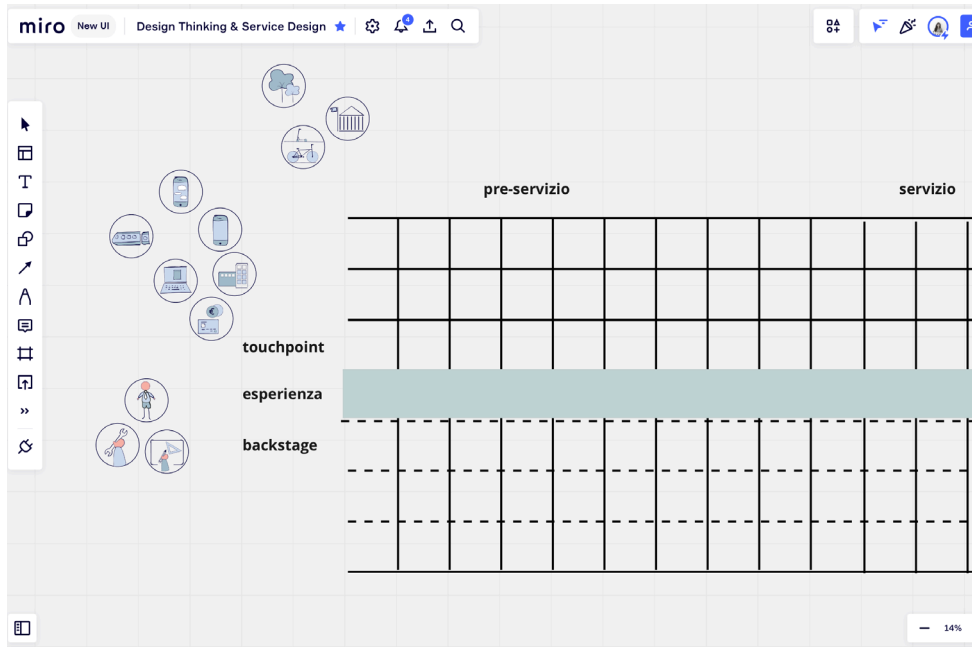 miro New UI Design Thinking & Service Design 4
pre-servizio servizio
touchpoint
esperienza
backstage
14%